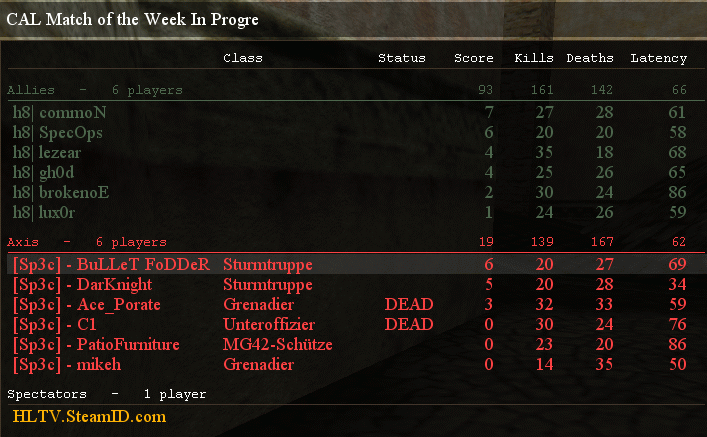 CAL Match of the Week In Progre
Class Status Score Kills Deaths Latency
Allies - 6 players 93 161 142 66
h8| commoN 7 27 28 61
h8| SpecOps 6 20 20 58
h8| lezear 4 35 18 68
h8| gh0d 4 25 26 65
h8| brokenoE 2 30 24 86
h8| lux0r 1 24 26 59
Axis - 6 players 19 139 167 62
[Sp3c] - BuLLeT FoDDeR Sturmtruppe 6 20 27 69
[Sp3c] - DarKnight Sturmtruppe 5 20 28 34
[Sp3c] - Ace_Porate Grenadier DEAD 3 32 33 59
[Sp3c] - C1 Unteroffizier DEAD 0 30 24 76
[Sp3c] - PatioFurniture MG42-Schütze 0 23 20 86
[Sp3c] - mikeh Grenadier 0 14 35 50
Spectators - 1 player
HLTV.SteamID.com